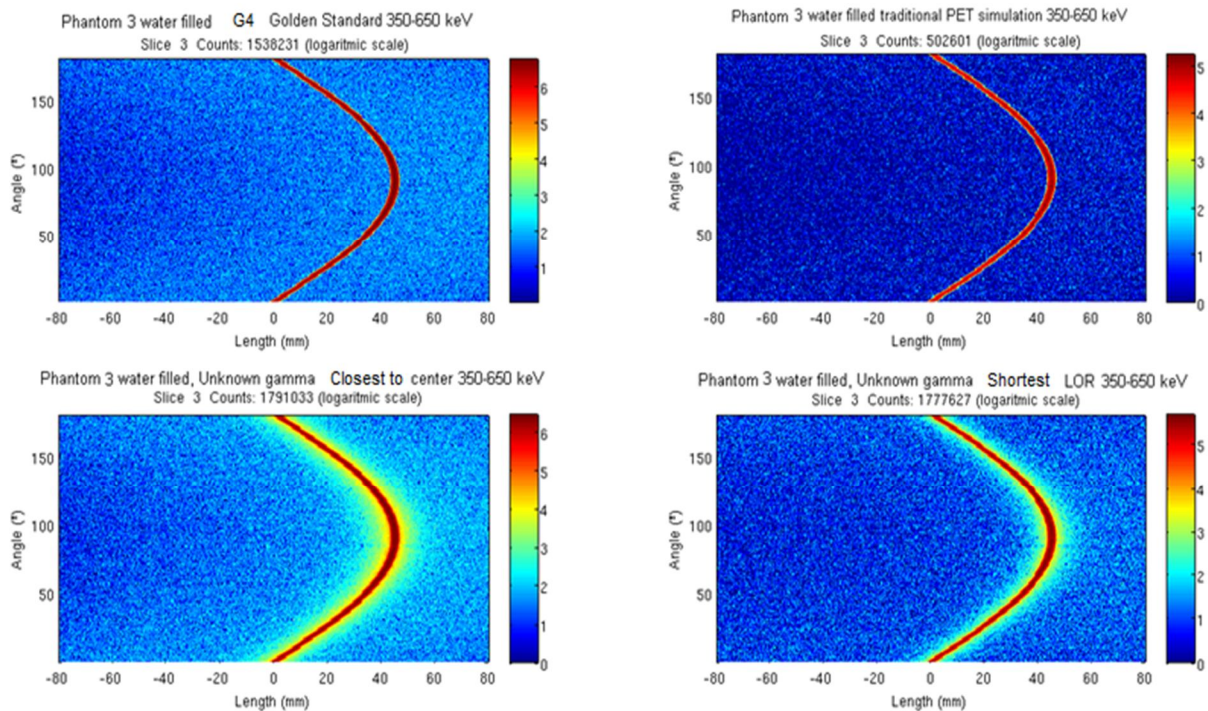 Phantom 3 water filled G4 Golden Standard 350-650 keV
Slice 3 Counts: 1538231 (logaritmic scale)
150
100
50
Angle (°)
-80 -60 -40 -20 0 20 40 60 80
Length (mm)
6
5
4
3
2
1
Phantom 3 water filled traditional PET simulation 350-650 keV
Slice 3 Counts: 502601 (logaritmic scale)
150
100
50
Angle (°)
-80 -60 -40 -20 0 20 40 60 80
Length (mm)
5
4
3
2
1
0
Phantom 3 water filled, Unknown gamma Closest to center 350-650 keV
Slice 3 Counts: 1791033 (logaritmic scale)
150
100
50
Angle (°)
-80 -60 -40 -20 0 20 40 60 80
Length (mm)
6
5
4
3
2
1
0
Phantom 3 water filled, Unknown gamma Shortest LOR 350-650 keV
Slice 3 Counts: 1777627 (logaritmic scale)
150
100
50
Angle (°)
-80 -60 -40 -20 0 20 40 60 80
Length (mm)
5
4
3
2
1
0